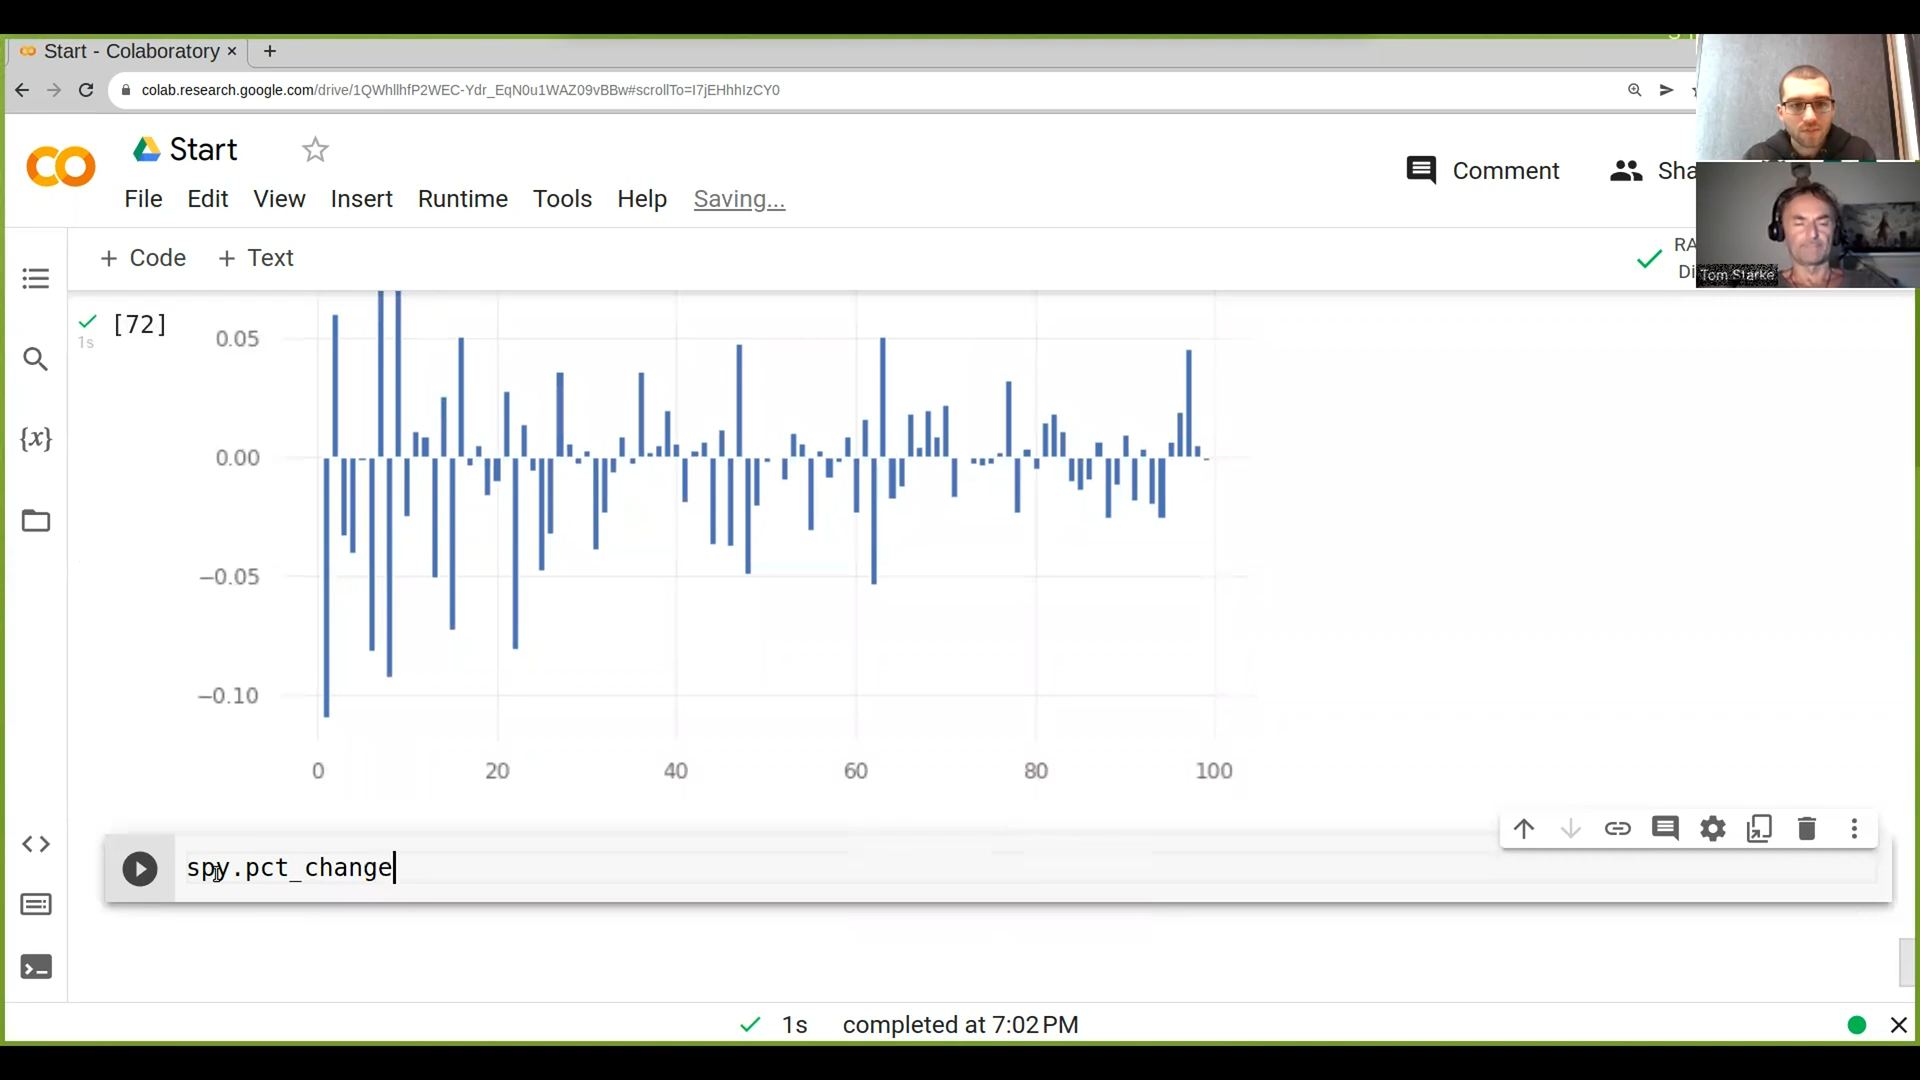 Start - Colaboratory
colab.research.google.com/drive/1QWhllhfP2WEC-Ydr_EqN0u1WAZ09vBBw#scrollTo=I7jEHhhIzCY0
Start
Comment
Sha
File Edit View Insert Runtime Tools Help Saving...
+ Code + Text
RA
Di
Tom Starke
[72]
1s
0.05
0.00
−0.05
−0.10
0 20 40 60 80 100
{x}
spy.pct_change
1s completed at 7:02 PM